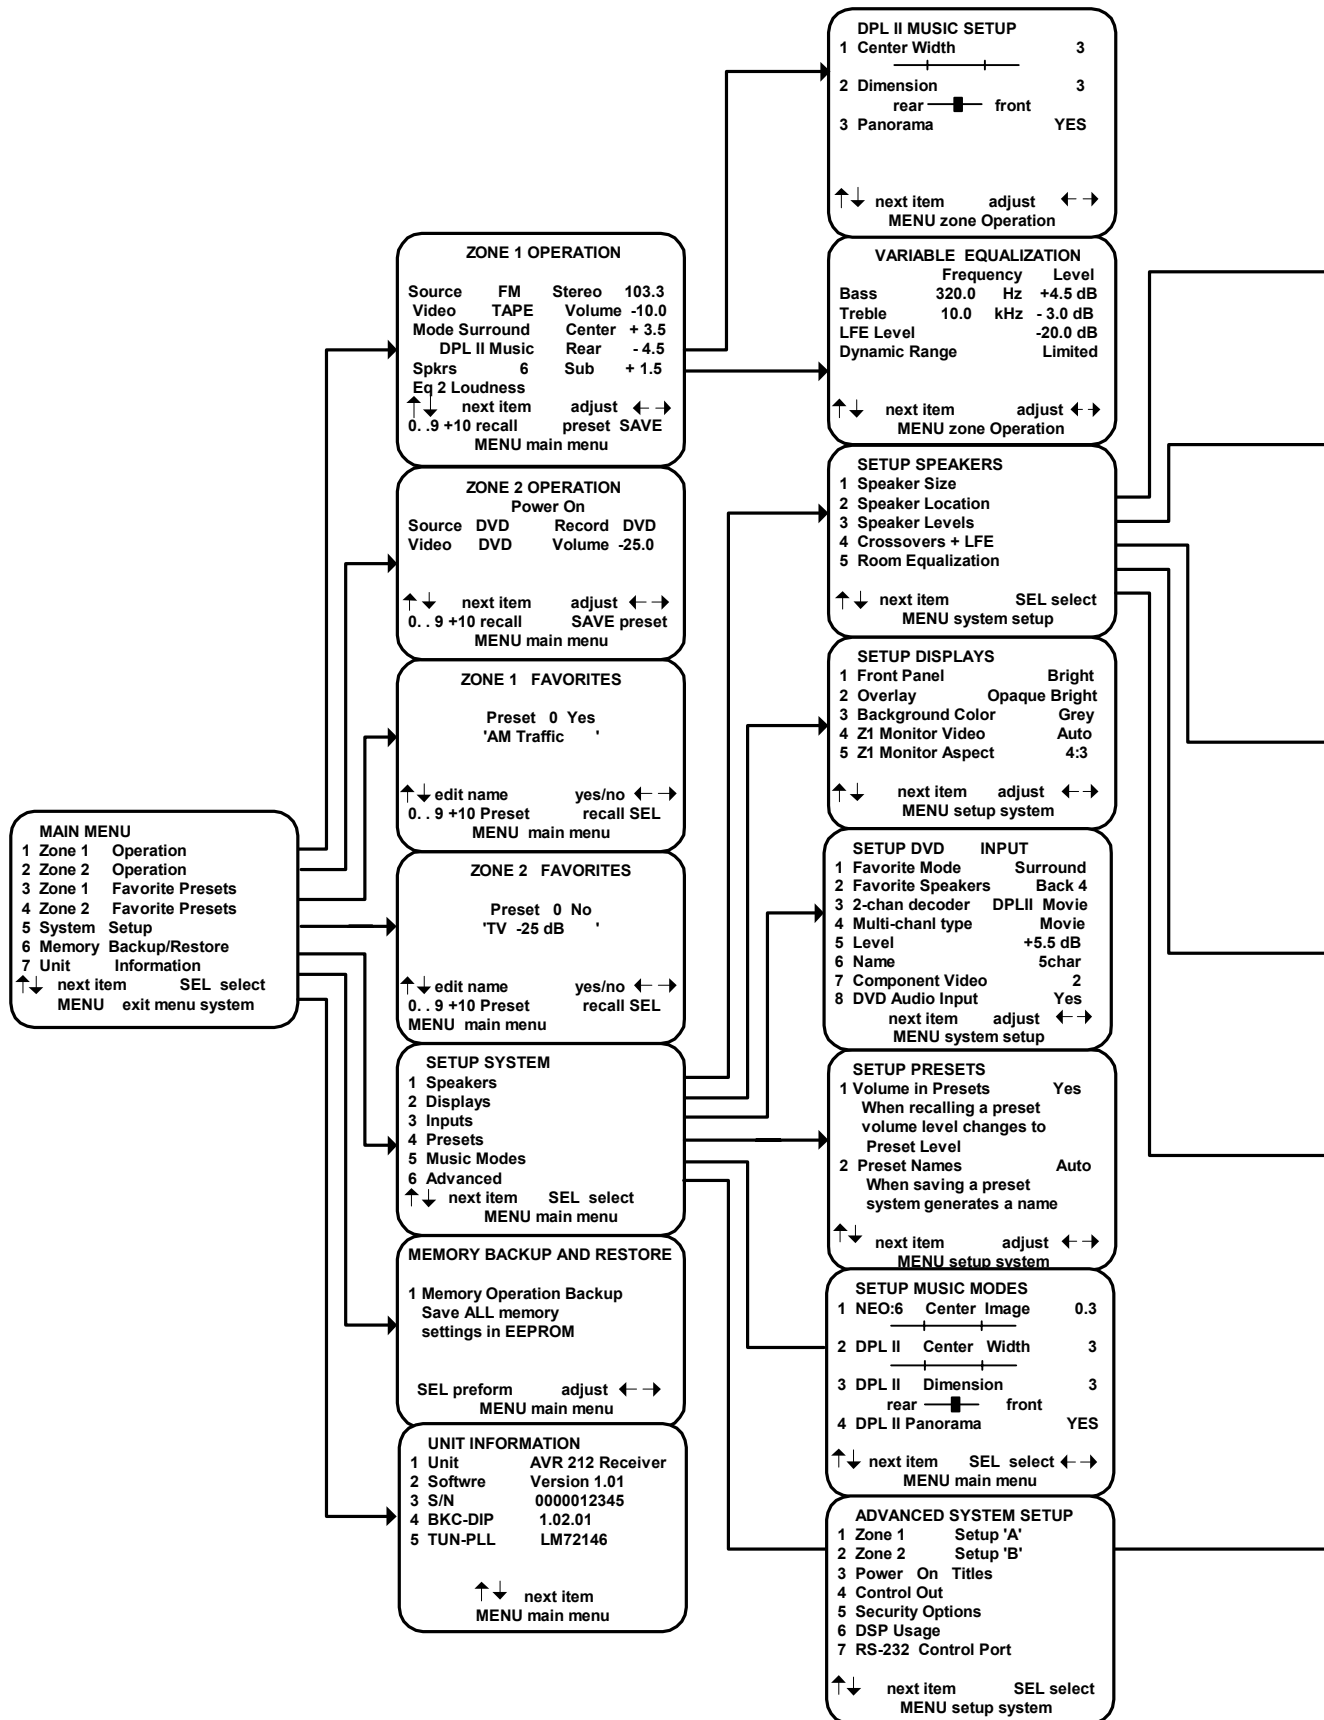 MAIN MENU
1 Zone 1 Operation
2 Zone 2 Operation
3 Zone 1 Favorite Presets
4 Zone 2 Favorite Presets
5 System Setup
6 Memory Backup/Restore
7 Unit Information
↑↓ next item SEL select
MENU exit menu system
ZONE 1 OPERATION
Source FM Stereo 103.3
Video TAPE Volume -10.0
Mode Surround Center + 3.5
DPL II Music Rear - 4.5
Spkrs 6 Sub + 1.5
Eq 2 Loudness
↑↓ next item adjust ←→
0. .9 +10 recall preset SAVE
MENU main menu
ZONE 2 OPERATION
Power On
Source DVD Record DVD
Video DVD Volume -25.0
↑↓ next item adjust ←→
0. . 9 +10 recall SAVE preset
MENU main menu
ZONE 1 FAVORITES
Preset 0 Yes
'AM Traffic '
↑↓ edit name yes/no ←→
0. . 9 +10 Preset recall SEL
MENU main menu
ZONE 2 FAVORITES
Preset 0 No
'TV -25 dB '
↑↓ edit name yes/no ←→
0. . 9 +10 Preset recall SEL
MENU main menu
SETUP SYSTEM
1 Speakers
2 Displays
3 Inputs
4 Presets
5 Music Modes
6 Advanced
↑↓ next item SEL select
MENU main menu
MEMORY BACKUP AND RESTORE
1 Memory Operation Backup
Save ALL memory
settings in EEPROM
SEL preform adjust ←→
MENU main menu
UNIT INFORMATION
1 Unit AVR 212 Receiver
2 Softwre Version 1.01
3 S/N 0000012345
4 BKC-DIP 1.02.01
5 TUN-PLL LM72146
↑↓ next item
MENU main menu
DPL II MUSIC SETUP
1 Center Width 3
2 Dimension 3
rear front
3 Panorama YES
↑↓ next item adjust ←→
MENU zone Operation
VARIABLE EQUALIZATION
Frequency Level
Bass 320.0 Hz +4.5 dB
Treble 10.0 kHz - 3.0 dB
LFE Level -20.0 dB
Dynamic Range Limited
↑↓ next item adjust ←→
MENU zone Operation
SETUP SPEAKERS
1 Speaker Size
2 Speaker Location
3 Speaker Levels
4 Crossovers + LFE
5 Room Equalization
↑↓ next item SEL select
MENU system setup
SETUP DISPLAYS
1 Front Panel Bright
2 Overlay Opaque Bright
3 Background Color Grey
4 Z1 Monitor Video Auto
5 Z1 Monitor Aspect 4:3
↑↓ next item adjust ←→
MENU setup system
SETUP DVD INPUT
1 Favorite Mode Surround
2 Favorite Speakers Back 4
3 2-chan decoder DPLII Movie
4 Multi-chanl type Movie
5 Level +5.5 dB
6 Name 5char
7 Component Video 2
8 DVD Audio Input Yes
next item adjust ←→
MENU system setup
SETUP PRESETS
1 Volume in Presets Yes
When recalling a preset
volume level changes to
Preset Level
2 Preset Names Auto
When saving a preset
system generates a name
↑↓ next item adjust ←→
MENU setup system
SETUP MUSIC MODES
1 NEO:6 Center Image 0.3
2 DPL II Center Width 3
3 DPL II Dimension 3
rear front
4 DPL II Panorama YES
↑↓ next item SEL select ←→
MENU main menu
ADVANCED SYSTEM SETUP
1 Zone 1 Setup 'A'
2 Zone 2 Setup 'B'
3 Power On Titles
4 Control Out
5 Security Options
6 DSP Usage
7 RS-232 Control Port
↑↓ next item SEL select
MENU setup system